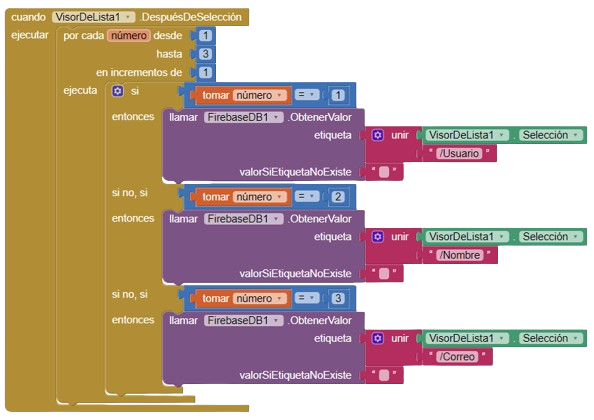 cuando VisorDeLista1 .DespuésDeSelección
ejecutar por cada número desde 1
hasta 3
en incrementos de 1
ejecuta si tomar número = 1
entonces llamar FirebaseDB1 .ObtenerValor
etiqueta unir VisorDeLista1 . Selección
" /Usuario "
valorSiEtiquetaNoExiste " "
si no, si tomar número = 2
entonces llamar FirebaseDB1 .ObtenerValor
etiqueta unir VisorDeLista1 . Selección
" /Nombre "
valorSiEtiquetaNoExiste " "
si no, si tomar número = 3
entonces llamar FirebaseDB1 .ObtenerValor
etiqueta unir VisorDeLista1 . Selección
" /Correo "
valorSiEtiquetaNoExiste " "